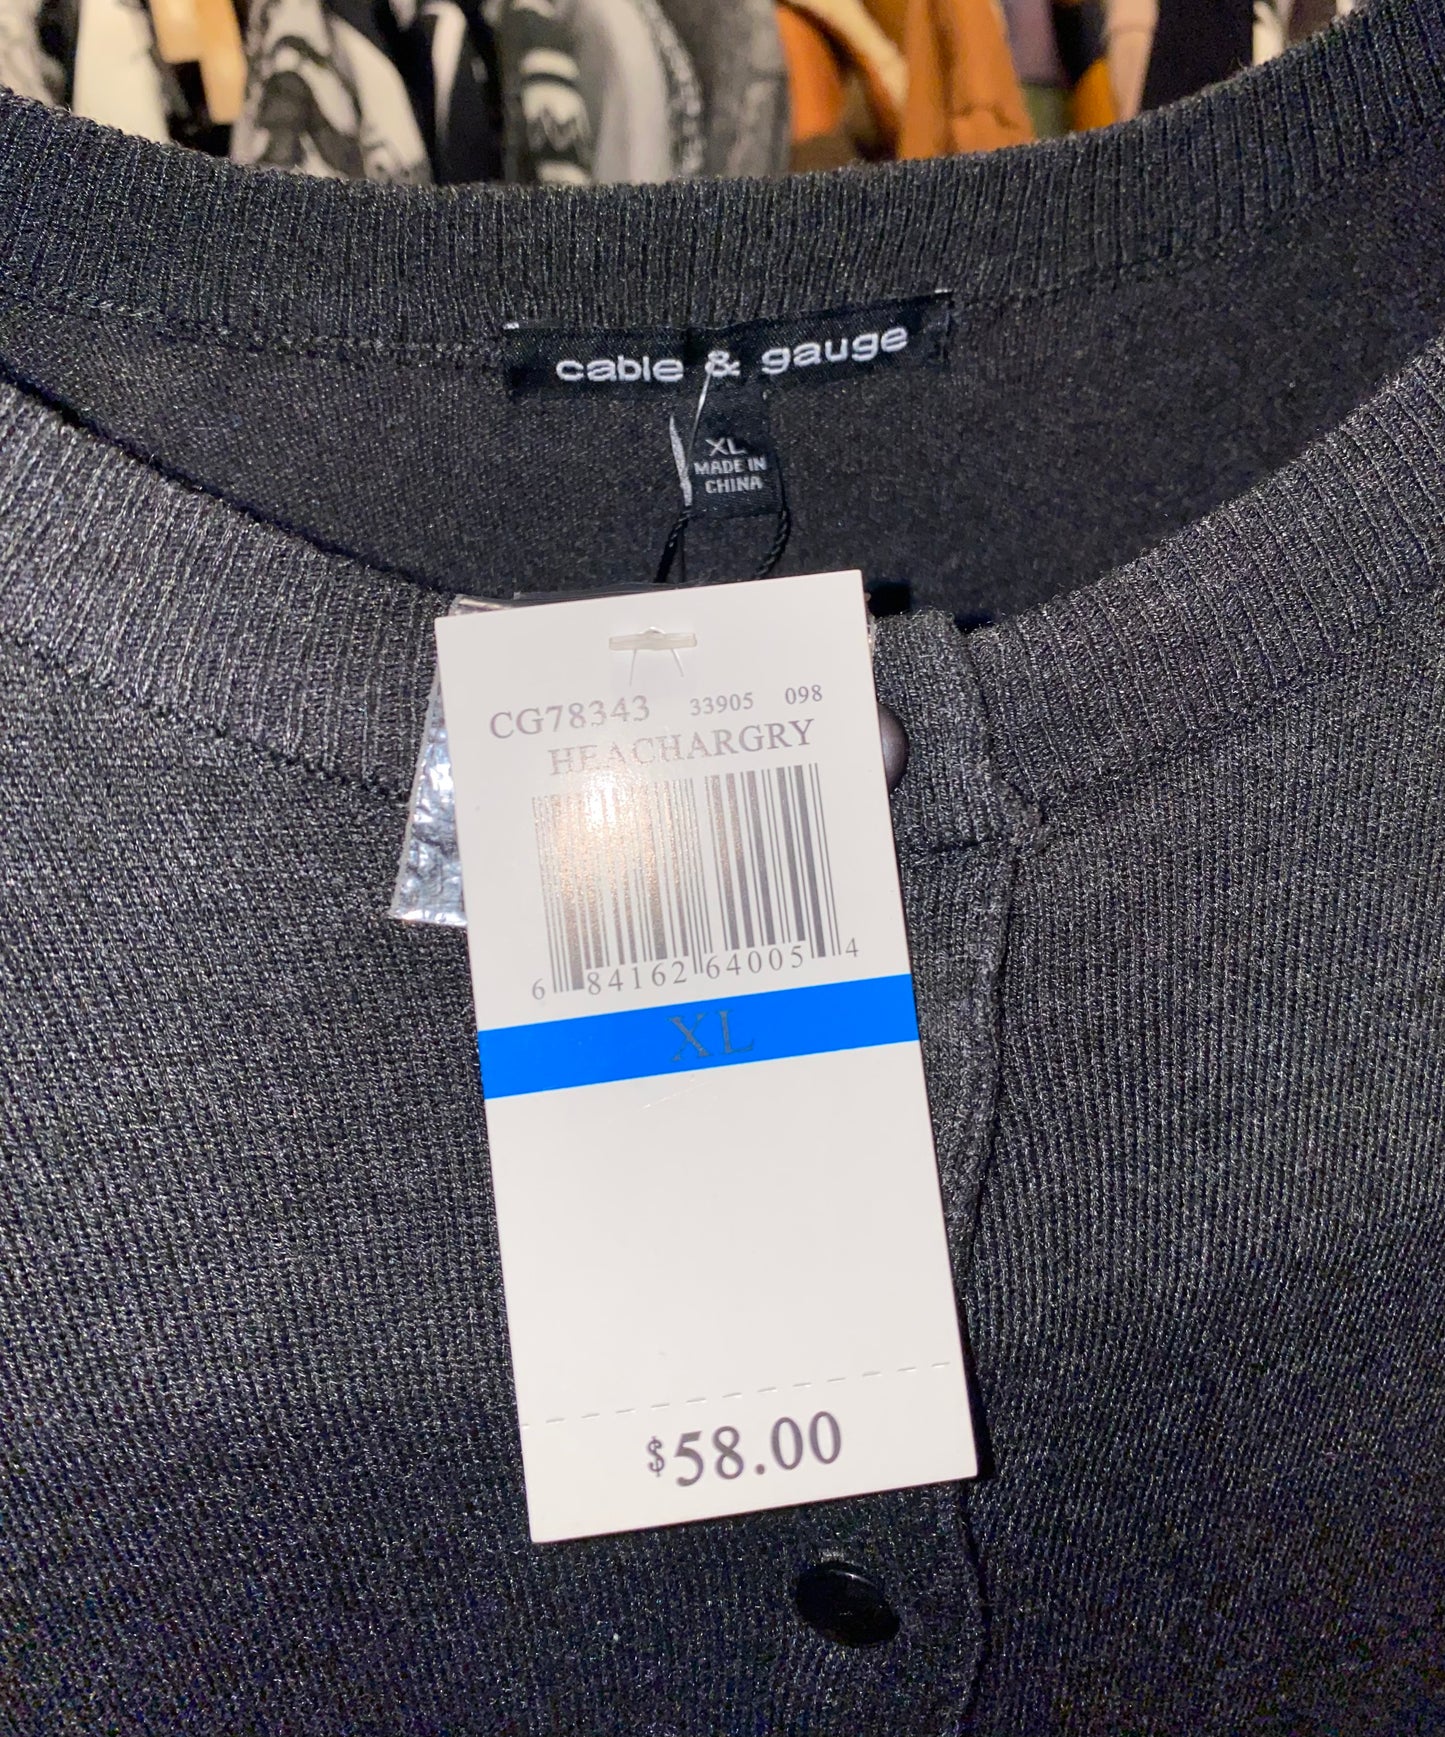 cable & gauge
XL
MADE IN
CHINA
CG78343 33905 098
HEACHARGRY
6 84162 64005 4
XL
$58.00